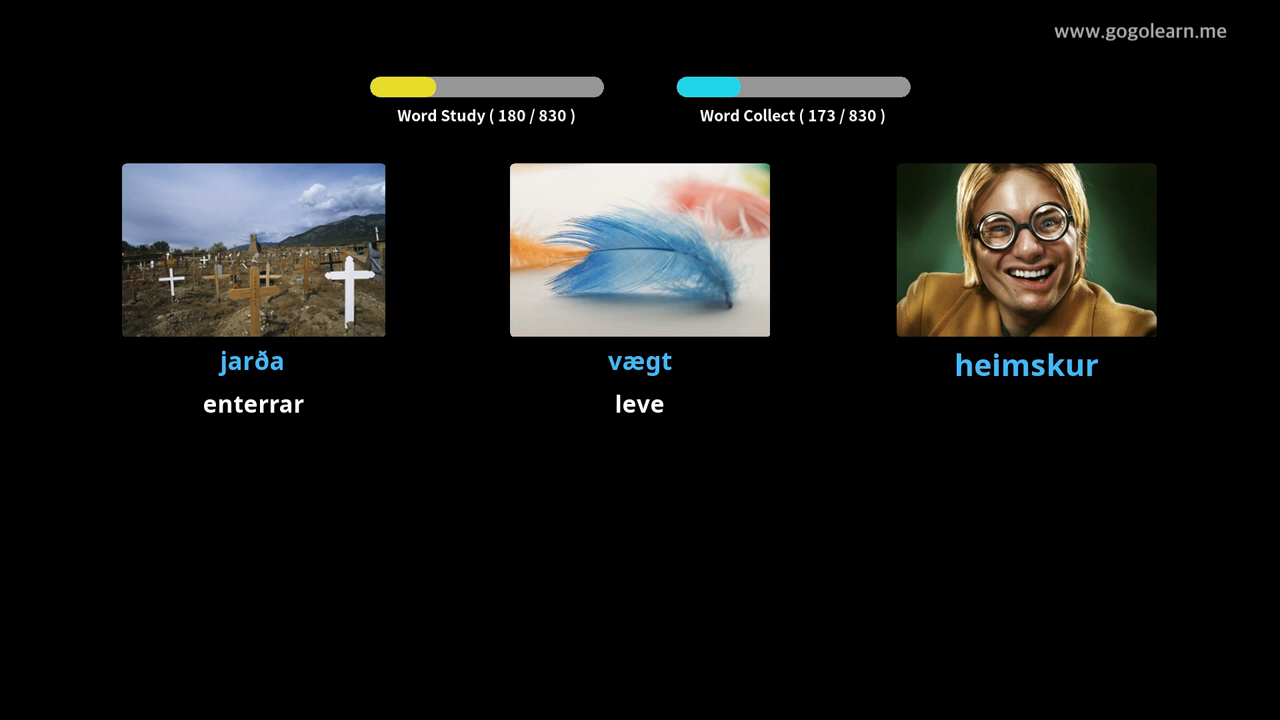 www.gogolearn.me
Word Study ( 180 / 830 )
Word Collect ( 173 / 830 )
jarða
vægt
heimskur
enterrar
leve